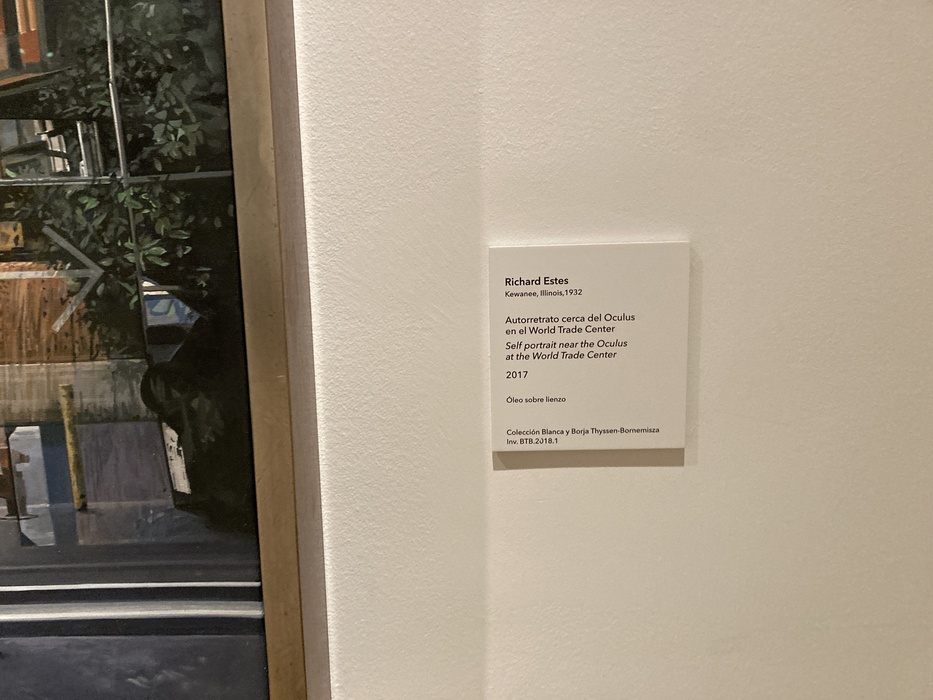 Richard Estes
Kewanee, Illinois,1932
Autorretrato cerca del Oculus
en el World Trade Center
Self portrait near the Oculus
at the World Trade Center
2017
Óleo sobre lienzo
Colección Blanca y Borja Thyssen-Bornemisza
Inv. BTB.2018.1